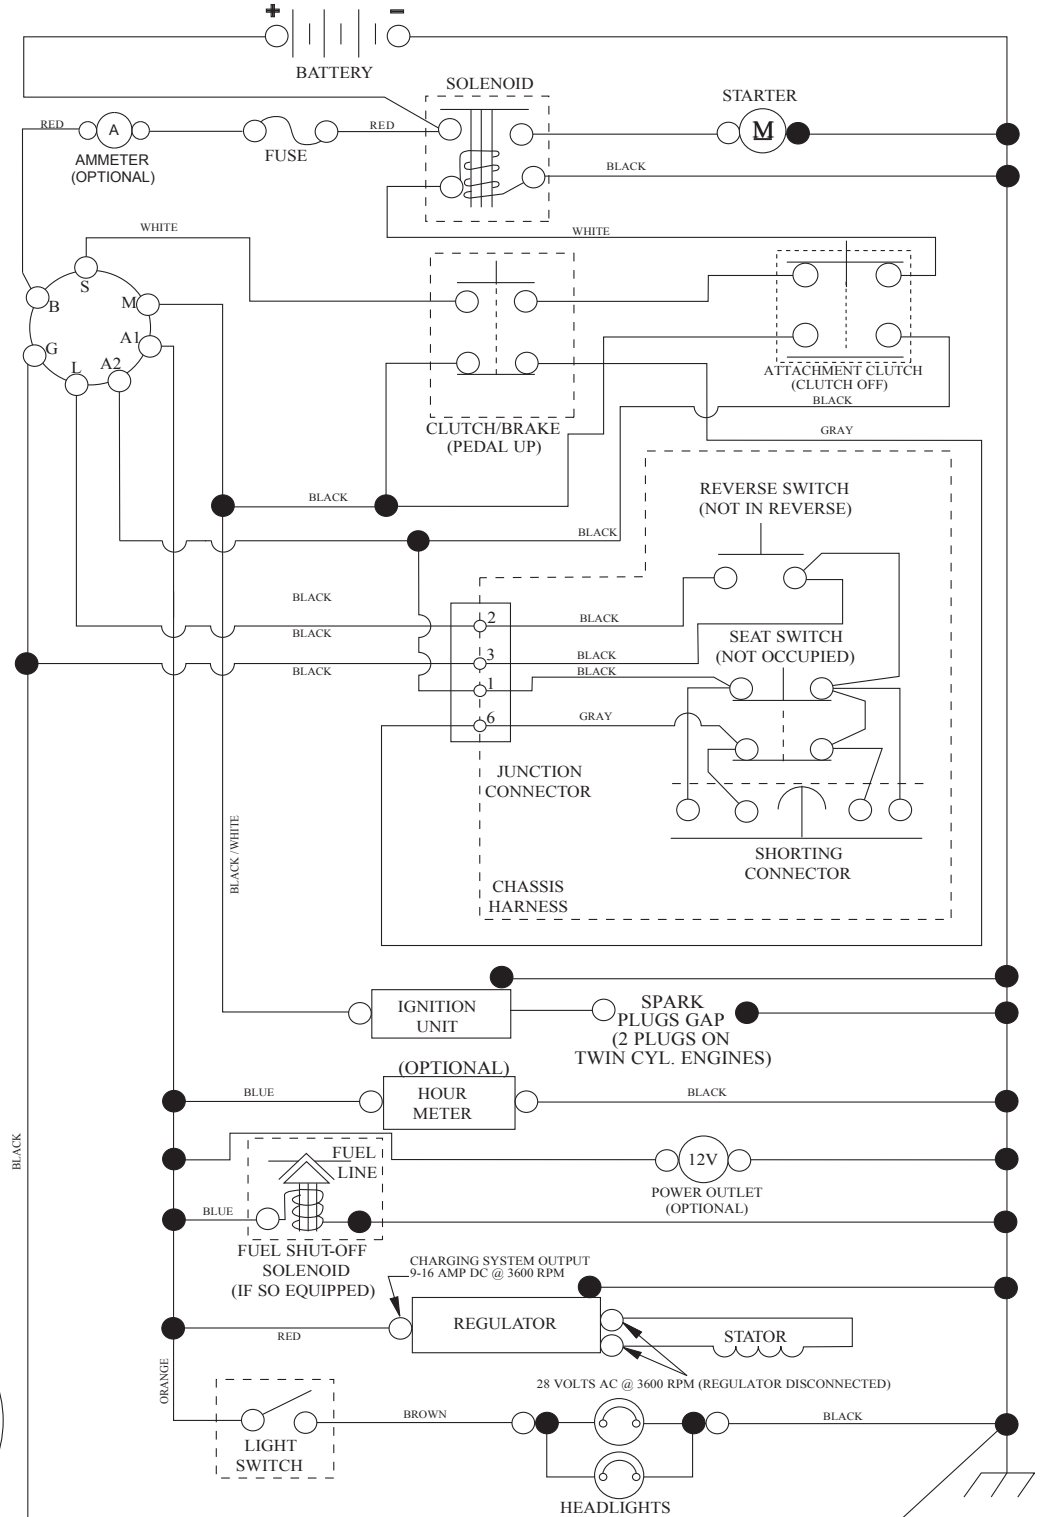 + −
BATTERY
SOLENOID
STARTER
RED
A
RED
M
FUSE
AMMETER
(OPTIONAL)
BLACK
WHITE
WHITE
S
B
M
A1
G
L
A2
ATTACHMENT CLUTCH
(CLUTCH OFF)
BLACK
CLUTCH/BRAKE
(PEDAL UP)
GRAY
REVERSE SWITCH
(NOT IN REVERSE)
BLACK
BLACK
BLACK
BLACK
2
BLACK
SEAT SWITCH
(NOT OCCUPIED)
BLACK
3
BLACK
BLACK
1
BLACK
6
GRAY
JUNCTION
CONNECTOR
BLACK / WHITE
SHORTING
CONNECTOR
CHASSIS
HARNESS
IGNITION
UNIT
SPARK
PLUGS GAP
(2 PLUGS ON
TWIN CYL. ENGINES)
(OPTIONAL)
HOUR
METER
BLUE
BLACK
BLACK
FUEL
LINE
12V
POWER OUTLET
(OPTIONAL)
BLUE
FUEL SHUT-OFF
SOLENOID
(IF SO EQUIPPED)
CHARGING SYSTEM OUTPUT
9-16 AMP DC @ 3600 RPM
REGULATOR
STATOR
RED
28 VOLTS AC @ 3600 RPM (REGULATOR DISCONNECTED)
ORANGE
BROWN
BLACK
LIGHT
SWITCH
HEADLIGHTS